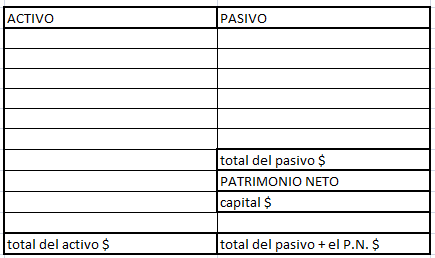 ACTIVO PASIVO
total del pasivo $
PATRIMONIO NETO
capital $
total del activo $ total del pasivo + el P.N. $